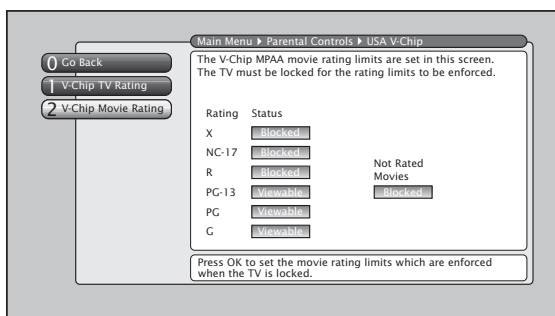 Main Menu ▶ Parental Controls ▶ USA V-Chip
0 Go Back
1 V-Chip TV Rating
2 V-Chip Movie Rating
The V-Chip MPAA movie rating limits are set in this screen.
The TV must be locked for the rating limits to be enforced.
Rating Status
X Blocked
NC-17 Blocked
R Blocked
PG-13 Viewable
PG Viewable
G Viewable
Not Rated
Movies
Blocked
Press OK to set the movie rating limits which are enforced
when the TV is locked.